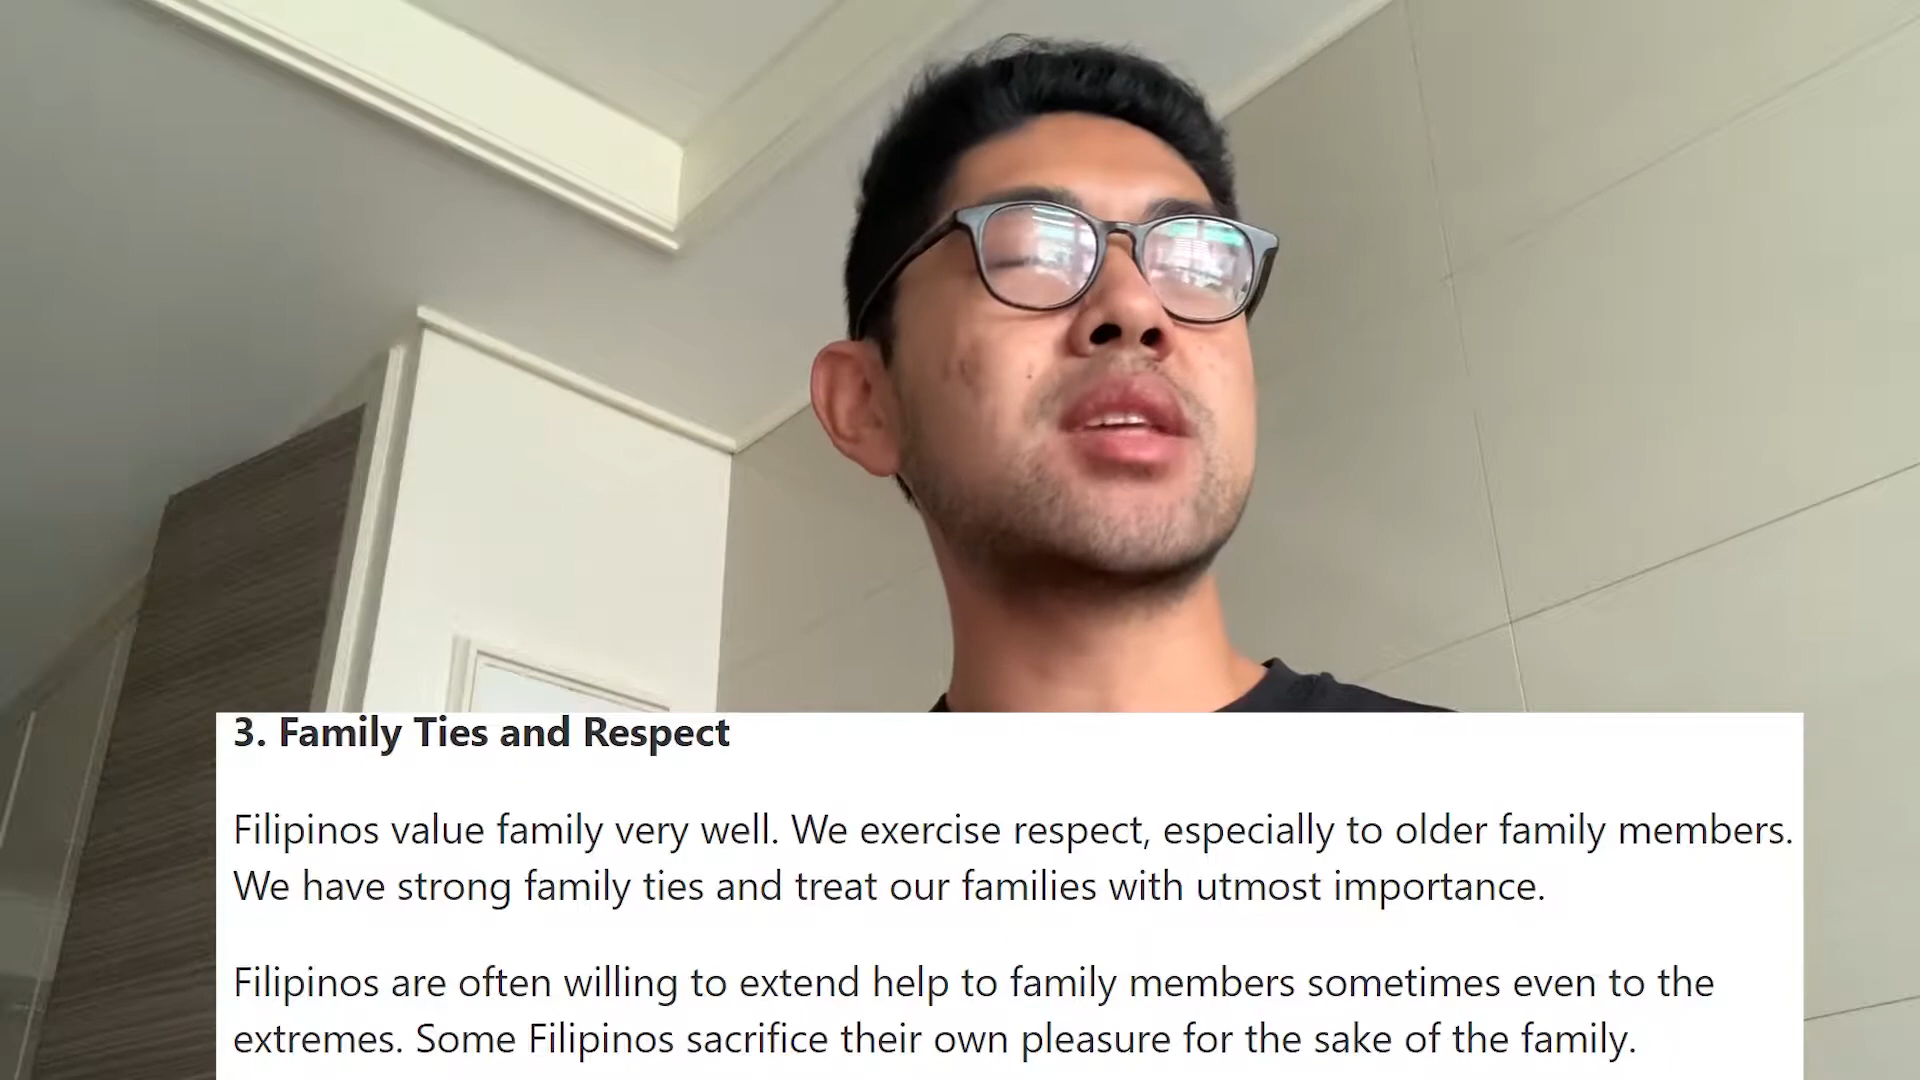 3. Family Ties and Respect
Filipinos value family very well. We exercise respect, especially to older family members.
We have strong family ties and treat our families with utmost importance.
Filipinos are often willing to extend help to family members sometimes even to the
extremes. Some Filipinos sacrifice their own pleasure for the sake of the family.